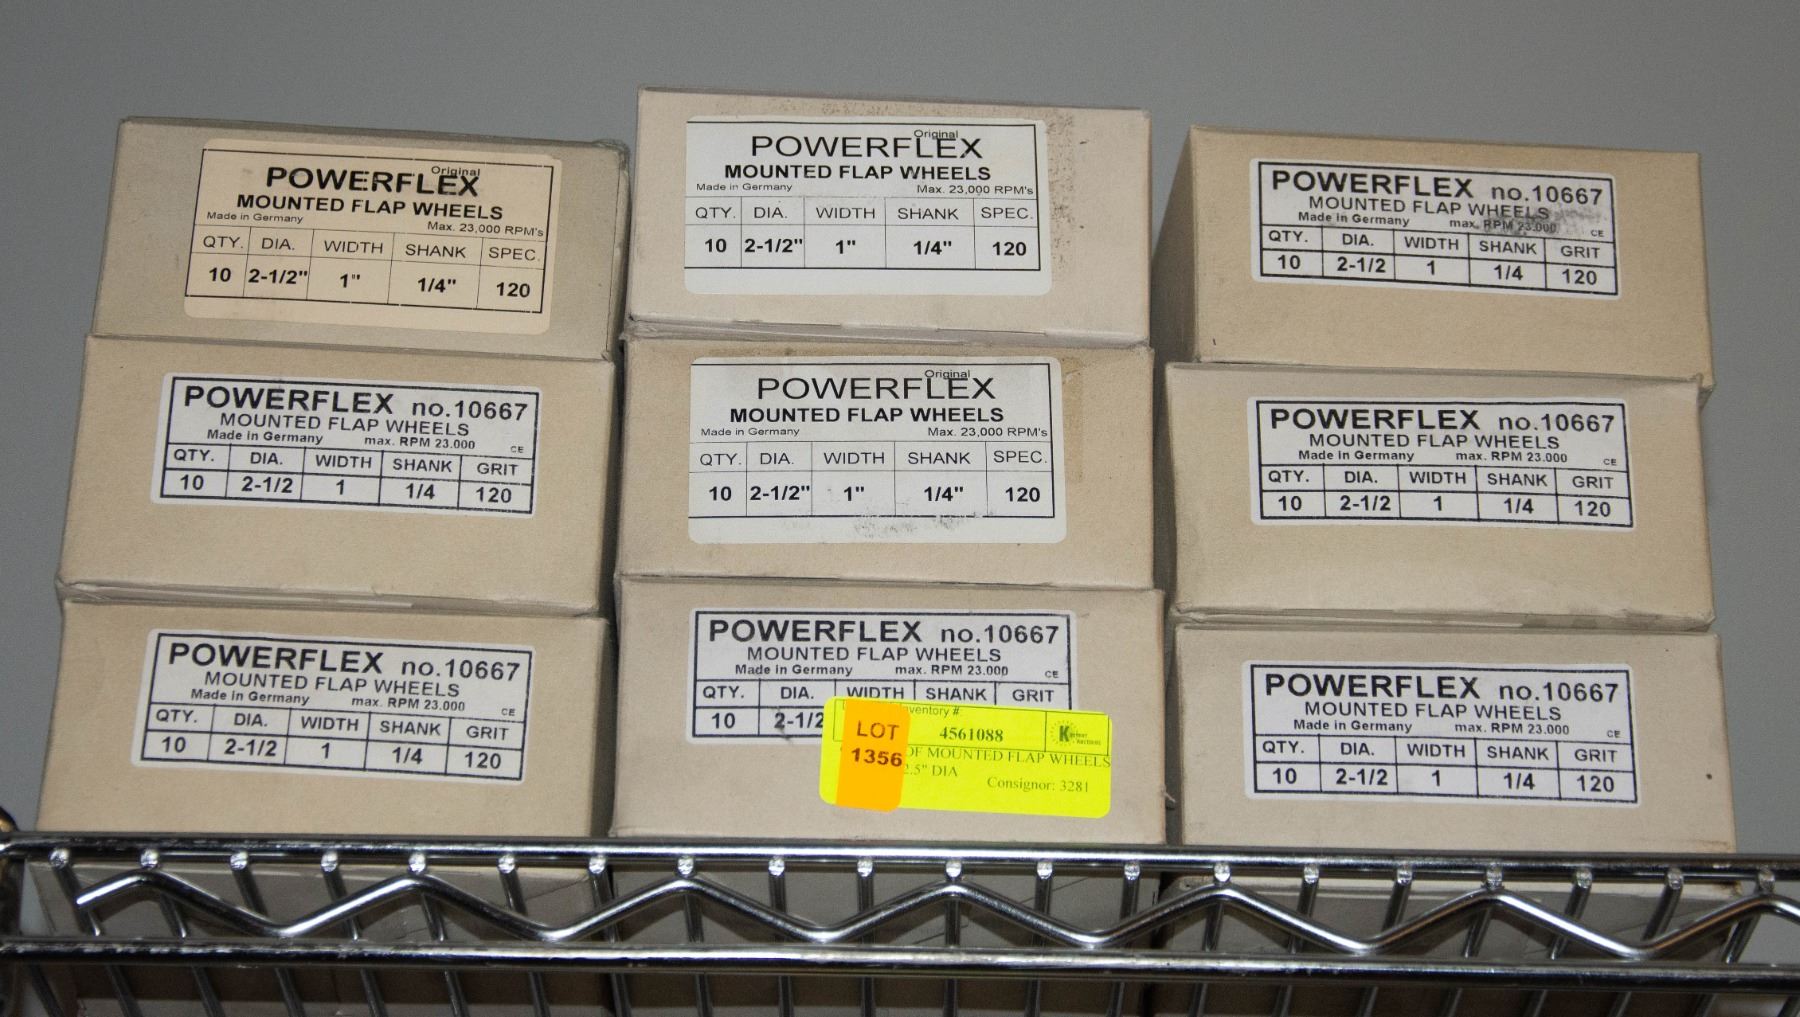 Original
POWERFLEX
MOUNTED FLAP WHEELS
Made in Germany Max. 23,000 RPM's
QTY. DIA. WIDTH SHANK SPEC.
10 2-1/2" 1" 1/4" 120
Original
POWERFLEX
MOUNTED FLAP WHEELS
Made in Germany Max. 23,000 RPM's
QTY. DIA. WIDTH SHANK SPEC.
10 2-1/2" 1" 1/4" 120
POWERFLEX no.10667
MOUNTED FLAP WHEELS
Made in Germany max. RPM 23.000 CE
QTY. DIA. WIDTH SHANK GRIT
10 2-1/2 1 1/4 120
POWERFLEX no.10667
MOUNTED FLAP WHEELS
Made in Germany max. RPM 23.000 CE
QTY. DIA. WIDTH SHANK GRIT
10 2-1/2 1 1/4 120
Original
POWERFLEX
MOUNTED FLAP WHEELS
Made in Germany Max. 23,000 RPM's
QTY. DIA. WIDTH SHANK SPEC.
10 2-1/2" 1" 1/4" 120
POWERFLEX no.10667
MOUNTED FLAP WHEELS
Made in Germany max. RPM 23.000 CE
QTY. DIA. WIDTH SHANK GRIT
10 2-1/2 1 1/4 120
POWERFLEX no.10667
MOUNTED FLAP WHEELS
Made in Germany max. RPM 23.000 CE
QTY. DIA. WIDTH SHANK GRIT
10 2-1/2 1 1/4 120
POWERFLEX no.10667
MOUNTED FLAP WHEELS
Made in Germany max. RPM 23.000 CE
QTY. DIA. WIDTH SHANK GRIT
10 2-1/2
LOT
1356
#
4561088
OF MOUNTED FLAP WHEELS
2.5" DIA
Consignor: 3281
POWERFLEX no.10667
MOUNTED FLAP WHEELS
Made in Germany max. RPM 23.000 CE
QTY. DIA. WIDTH SHANK GRIT
10 2-1/2 1 1/4 120